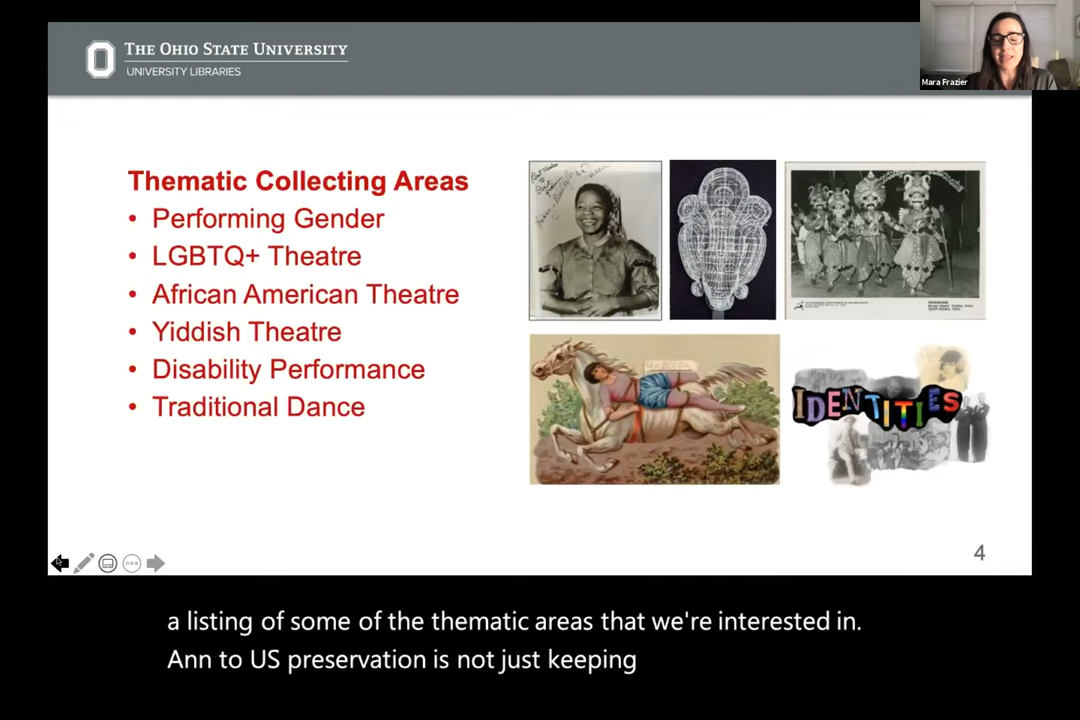 THE OHIO STATE UNIVERSITY
UNIVERSITY LIBRARIES
Mara Frazier
Thematic Collecting Areas
• Performing Gender
• LGBTQ+ Theatre
• African American Theatre
• Yiddish Theatre
• Disability Performance
• Traditional Dance
MAZEPPA
IDENTITIES
4
a listing of some of the thematic areas that we're interested in.
Ann to US preservation is not just keeping